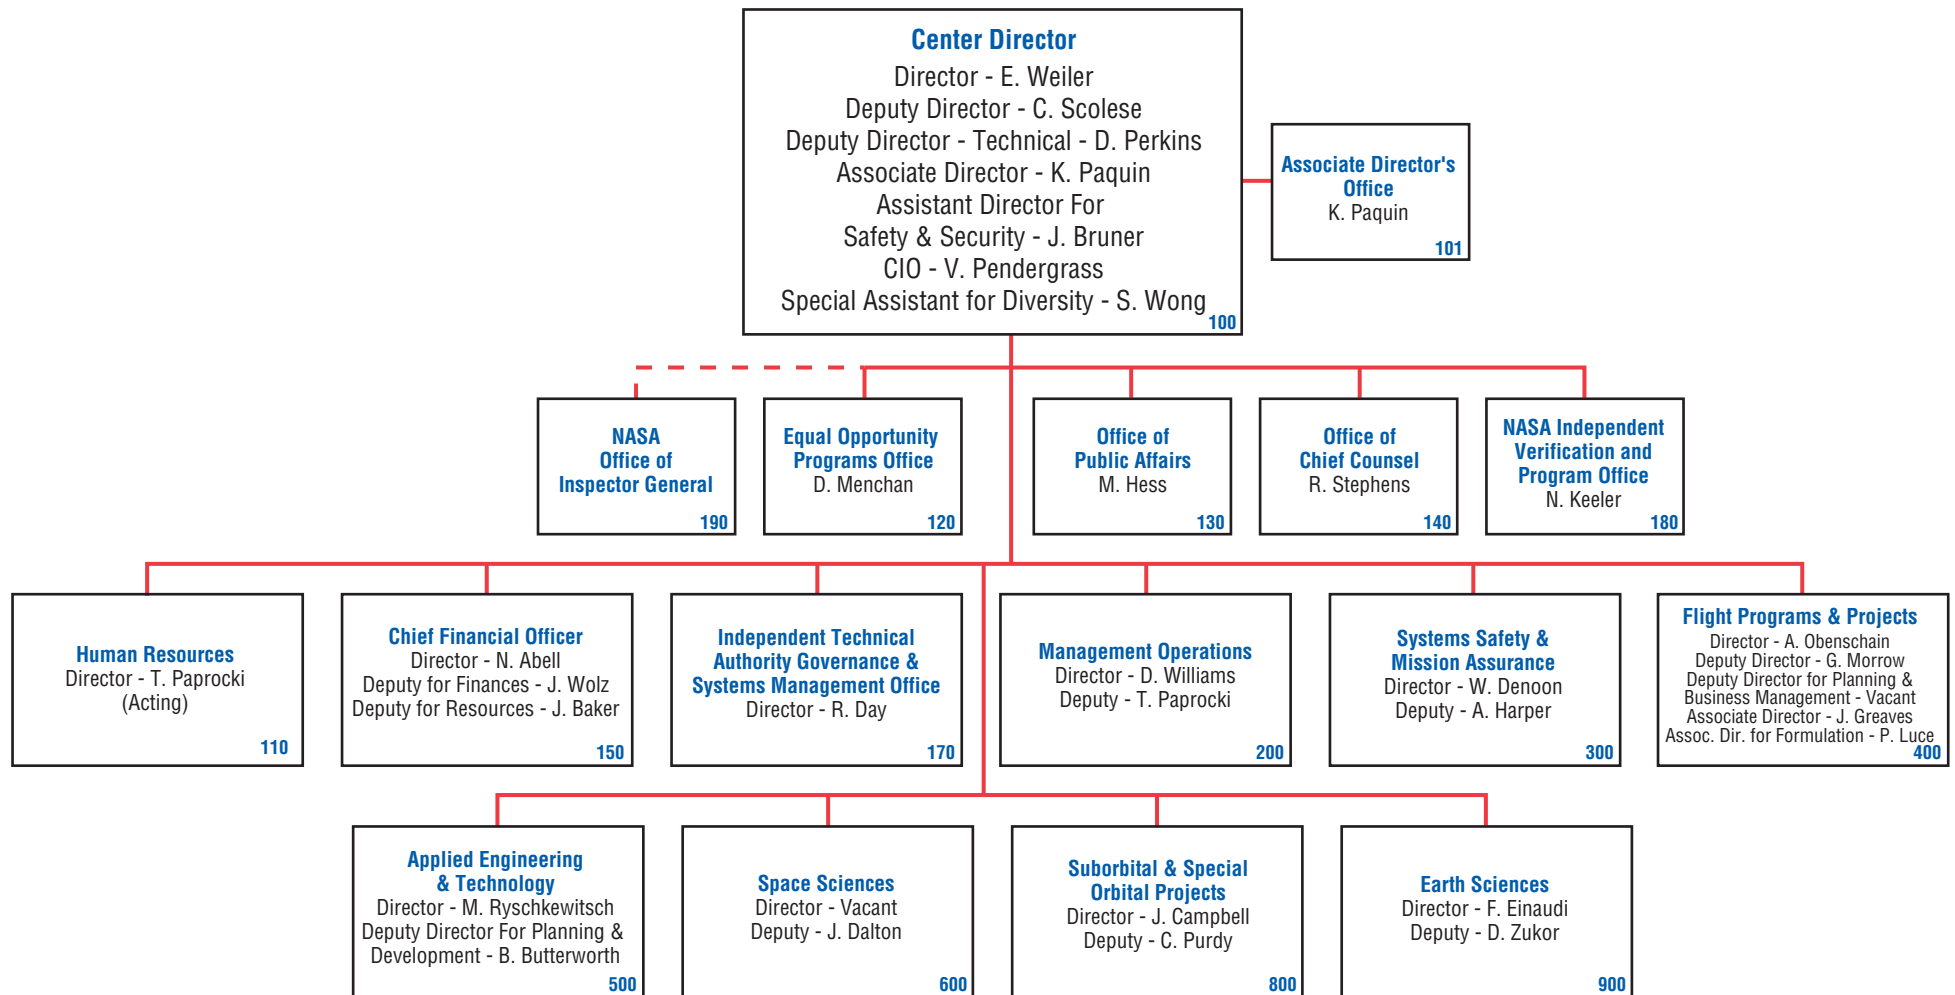 Center Director
Director - E. Weiler
Deputy Director - C. Scolese
Deputy Director - Technical - D. Perkins
Associate Director - K. Paquin
Assistant Director For
Safety & Security - J. Bruner
CIO - V. Pendergrass
Special Assistant for Diversity - S. Wong
100
Associate Director's
Office
K. Paquin
101
NASA
Office of
Inspector General
190
Equal Opportunity
Programs Office
D. Menchan
120
Office of
Public Affairs
M. Hess
130
Office of
Chief Counsel
R. Stephens
140
NASA Independent
Verification and
Program Office
N. Keeler
180
Human Resources
Director - T. Paprocki
(Acting)
110
Chief Financial Officer
Director - N. Abell
Deputy for Finances - J. Wolz
Deputy for Resources - J. Baker
150
Independent Technical
Authority Governance &
Systems Management Office
Director - R. Day
170
Management Operations
Director - D. Williams
Deputy - T. Paprocki
200
Systems Safety &
Mission Assurance
Director - W. Denoon
Deputy - A. Harper
300
Flight Programs & Projects
Director - A. Obenschain
Deputy Director - G. Morrow
Deputy Director for Planning &
Business Management - Vacant
Associate Director - J. Greaves
Assoc. Dir. for Formulation - P. Luce
400
Applied Engineering
& Technology
Director - M. Ryschkewitsch
Deputy Director For Planning &
Development - B. Butterworth
500
Space Sciences
Director - Vacant
Deputy - J. Dalton
600
Suborbital & Special
Orbital Projects
Director - J. Campbell
Deputy - C. Purdy
800
Earth Sciences
Director - F. Einaudi
Deputy - D. Zukor
900